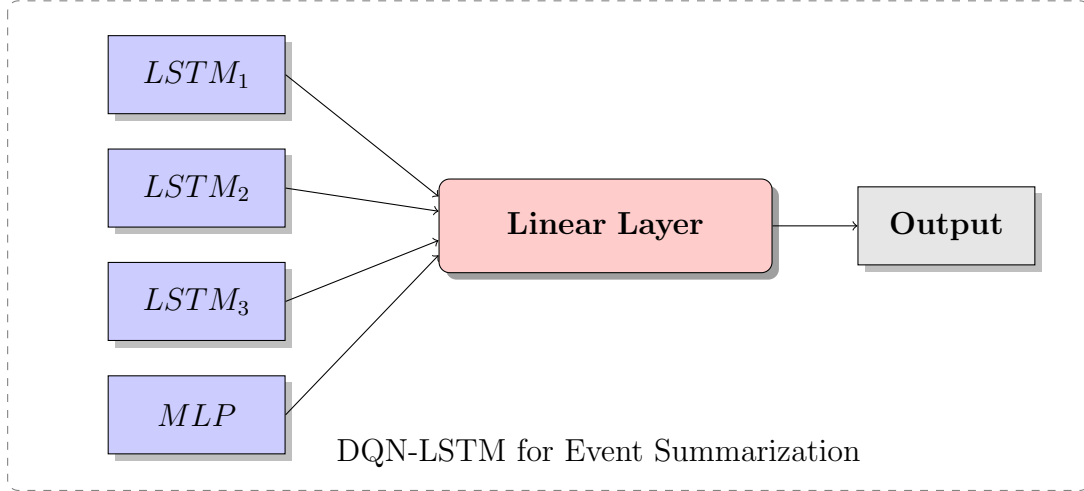 LSTM₁
LSTM₂
LSTM₃
MLP
Linear Layer
Output
DQN-LSTM for Event Summarization